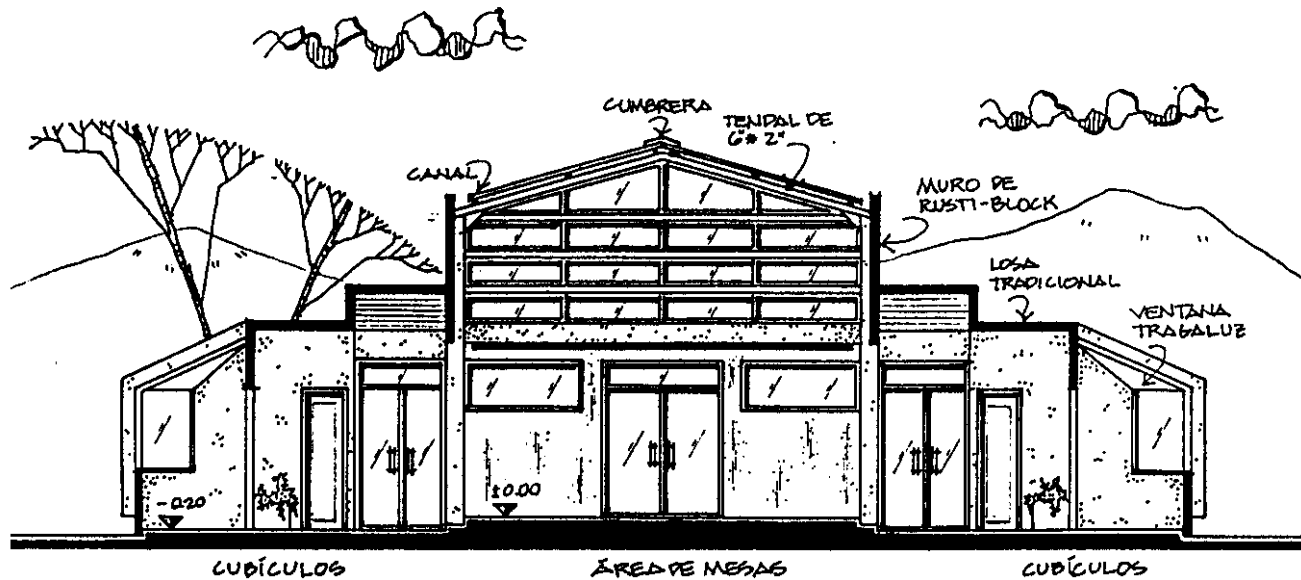 CUMBRERA
TENDAL DE
6"* 2"
CANAL
MURO DE
RUSTI-BLOCK
LOSA
TRADICIONAL
VENTANA
TRAGALUZ
-0.20
±0.00
CUBÍCULOS
ÁREA DE MESAS
CUBÍCULOS